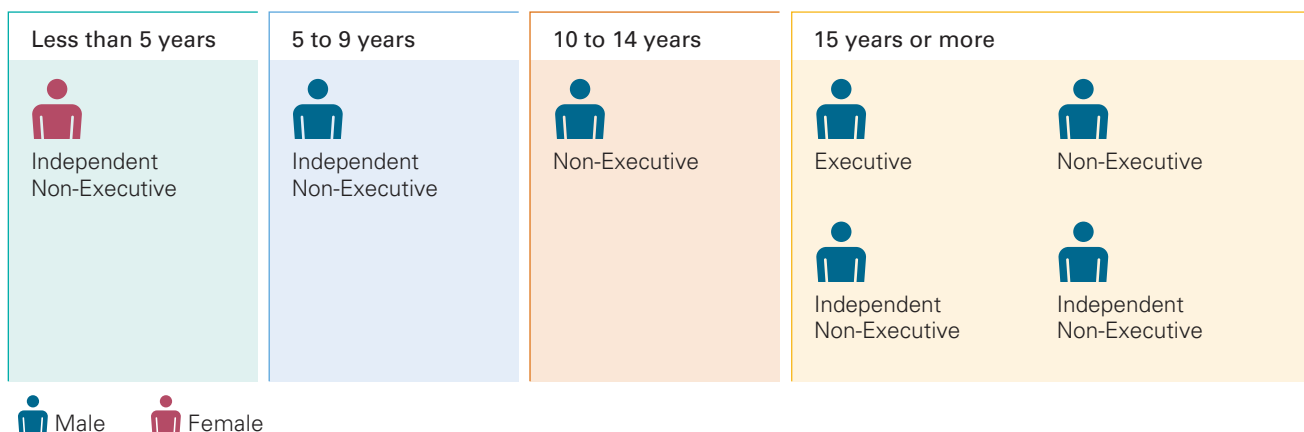 Less than 5 years
Independent
Non-Executive
5 to 9 years
Independent
Non-Executive
10 to 14 years
Non-Executive
15 years or more
Executive
Non-Executive
Independent
Non-Executive
Independent
Non-Executive
Male
Female